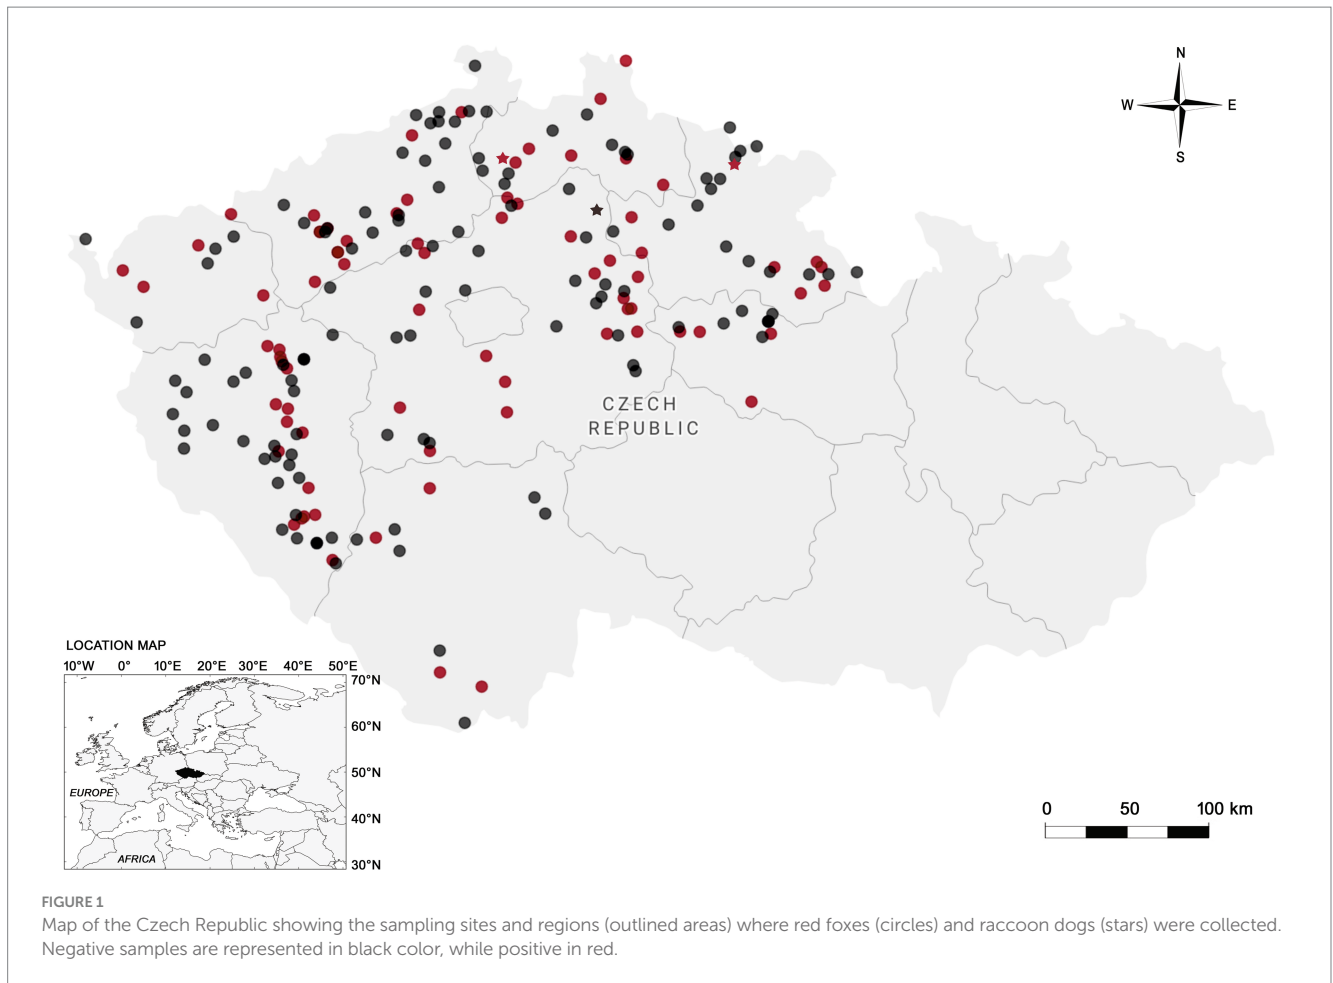 N
W E
S
CZECH
REPUBLIC
LOCATION MAP
10°W 0° 10°E 20°E 30°E 40°E 50°E
70°N
60°N
50°N
EUROPE
40°N
AFRICA
30°N
0 50 100 km
FIGURE 1
Map of the Czech Republic showing the sampling sites and regions (outlined areas) where red foxes (circles) and raccoon dogs (stars) were collected.
Negative samples are represented in black color, while positive in red.